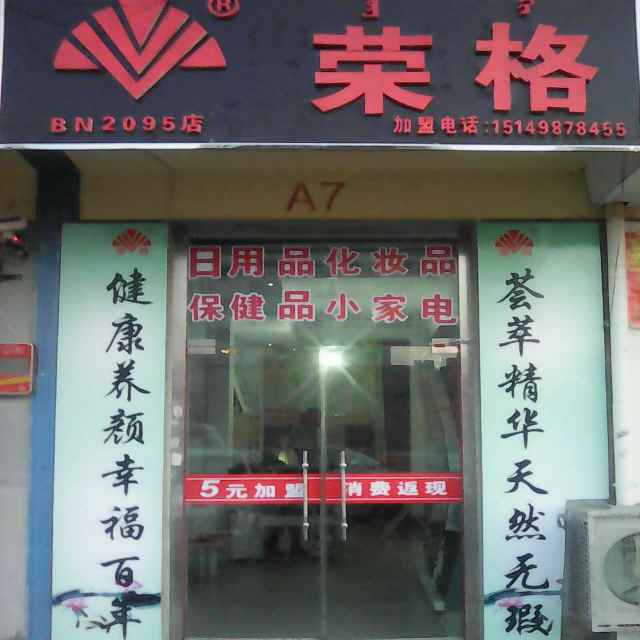 ®
荣格
BN2095店
加盟电话:15149878455
A7
日用品化妆品
保健品小家电
健康养颜幸福百年
荟萃精华天然无瑕
5元加盟 消费返现